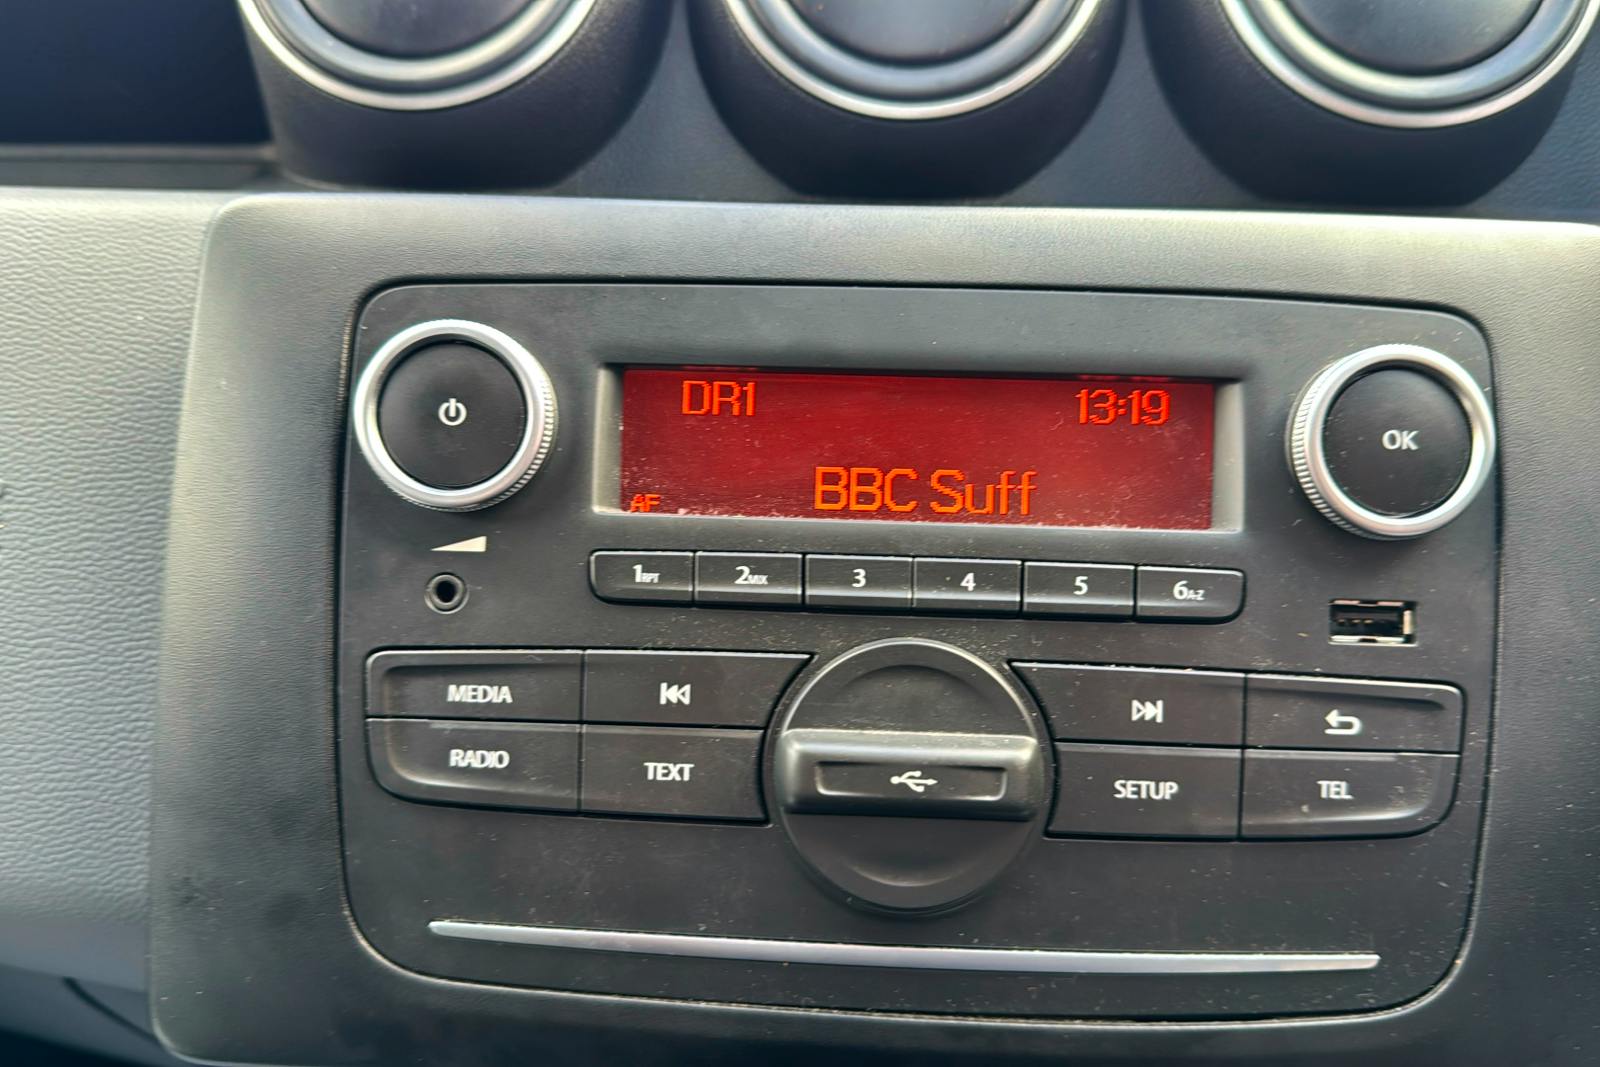 DR1 13:19
AF BBC Suff
OK
1RPT 2MIX 3 4 5 6A-Z
MEDIA
RADIO TEXT SETUP TEL